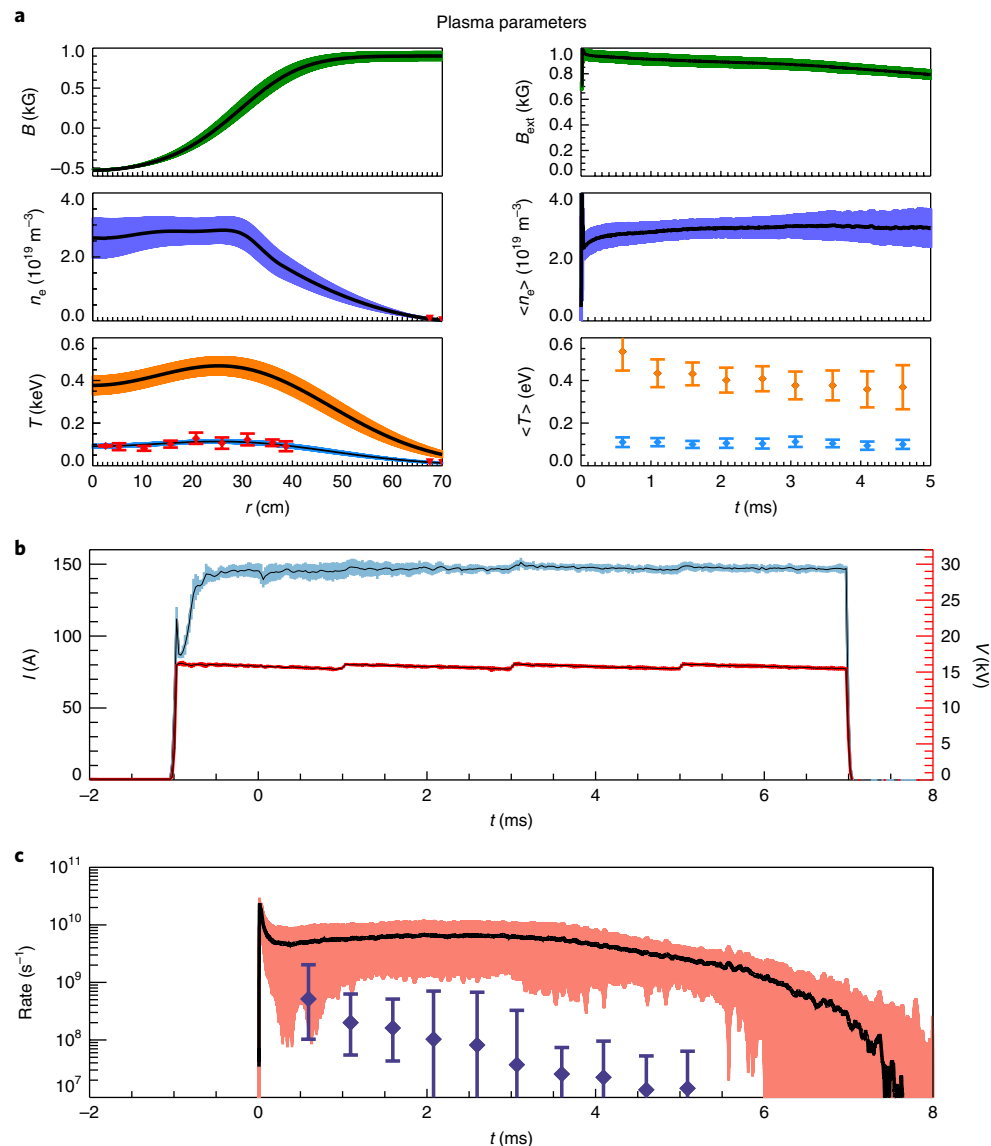 a
Plasma parameters
B (kG)
1.0
0.5
0.0
−0.5
B_ext (kG)
1.0
0.8
0.6
0.4
0.2
0.0
n_e (10^19 m^−3)
4.0
2.0
0.0
<n_e> (10^19 m^−3)
4.0
2.0
0.0
T (keV)
0.6
0.4
0.2
0.0
0 10 20 30 40 50 60 70
r (cm)
<T> (eV)
0.6
0.4
0.2
0.0
0 1 2 3 4 5
t (ms)
b
I (A)
150
100
50
0
V (kV)
30
25
20
15
10
5
0
−2 0 2 4 6 8
t (ms)
c
Rate (s^−1)
10^11
10^10
10^9
10^8
10^7
−2 0 2 4 6 8
t (ms)